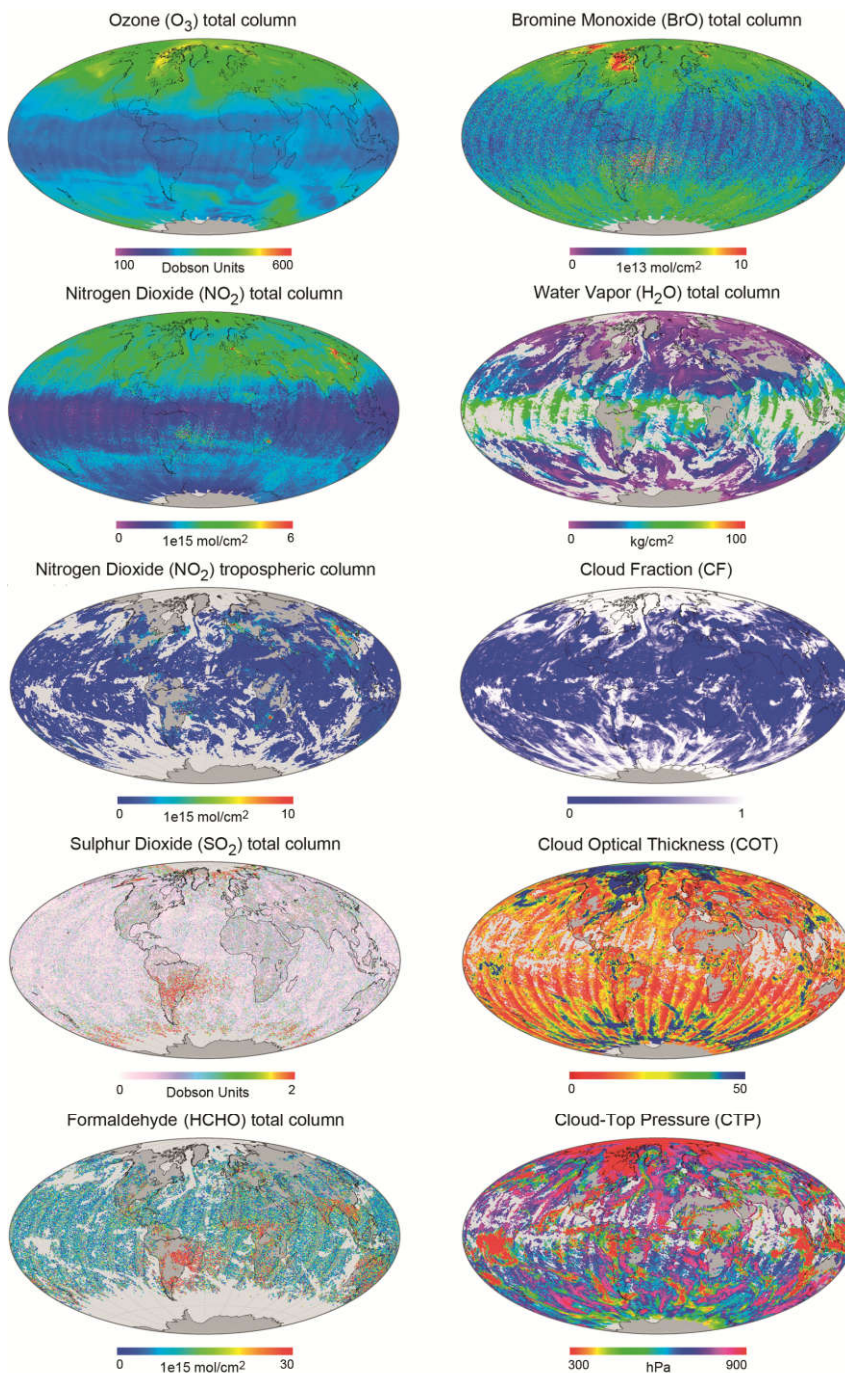 Ozone (O3) total column
100 Dobson Units 600
Bromine Monoxide (BrO) total column
0 1e13 mol/cm2 10
Nitrogen Dioxide (NO2) total column
0 1e15 mol/cm2 6
Water Vapor (H2O) total column
0 kg/cm2 100
Nitrogen Dioxide (NO2) tropospheric column
0 1e15 mol/cm2 10
Cloud Fraction (CF)
0 1
Sulphur Dioxide (SO2) total column
0 Dobson Units 2
Cloud Optical Thickness (COT)
0 50
Formaldehyde (HCHO) total column
0 1e15 mol/cm2 30
Cloud-Top Pressure (CTP)
300 hPa 900